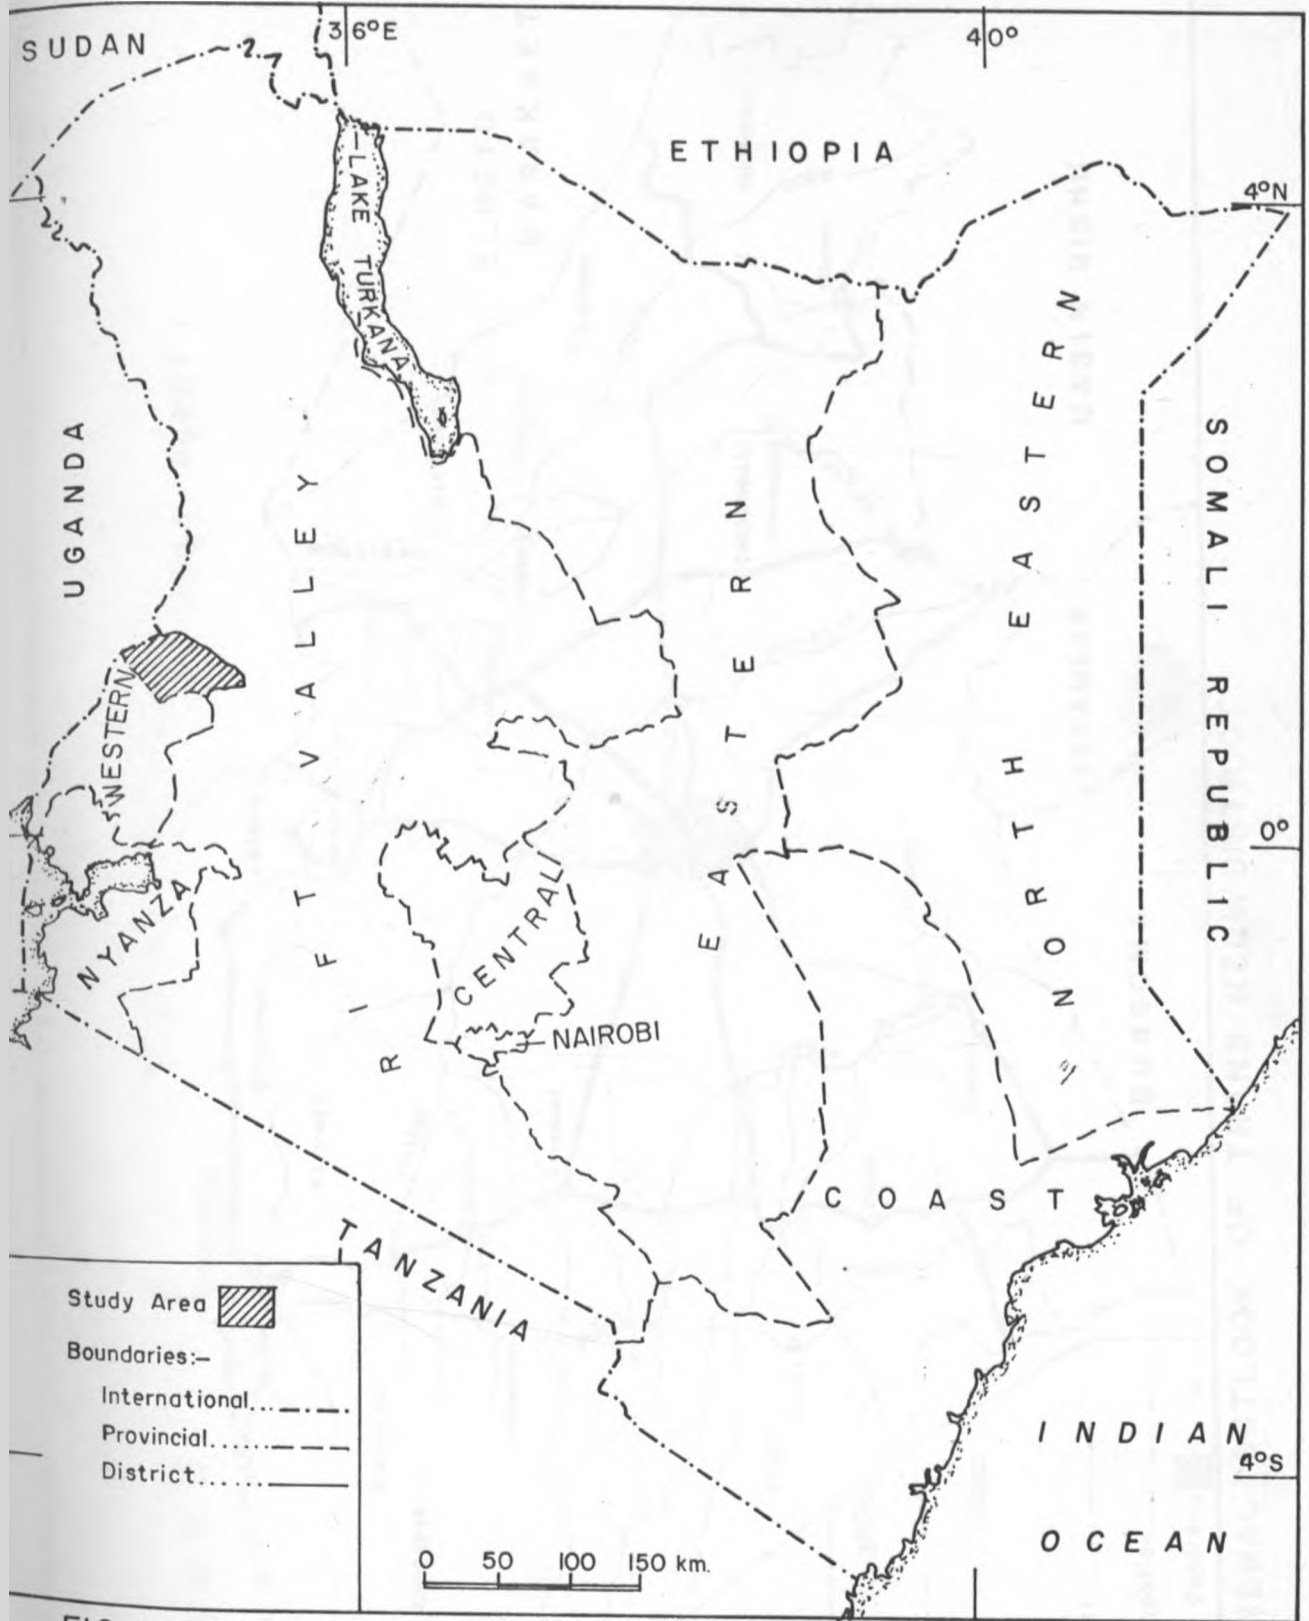 SUDAN
36°E
40°
ETHIOPIA
4°N
LAKE TURKANA
UGANDA
RIFT VALLEY
EASTERN
NORTH EASTERN
SOMALI REPUBLIC
WESTERN
0°
NYANZA
CENTRAL
NAIROBI
COAST
TANZANIA
Study Area
Boundaries:-
International...
Provincial......
District......
INDIAN
4°S
OCEAN
0 50 100 150 km.